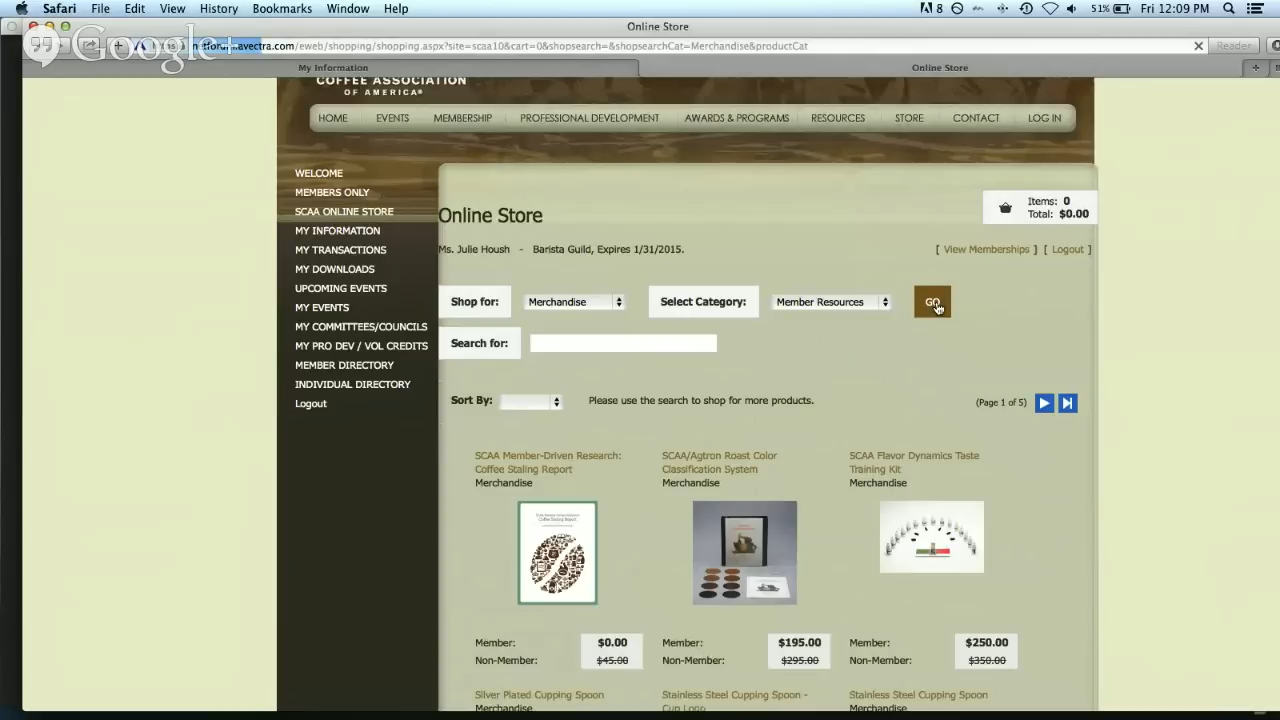 Safari File Edit View History Bookmarks Window Help 8 51% Fri 12:09 PM
Online Store
Google+
avectra.com/eweb/shopping/shopping.aspx?site=scaa10&cart=0&shopsearch=&shopsearchCat=Merchandise&productCat
Reader
My Information Online Store
COFFEE ASSOCIATION
OF AMERICA®
HOME EVENTS MEMBERSHIP PROFESSIONAL DEVELOPMENT AWARDS & PROGRAMS RESOURCES STORE CONTACT LOG IN
WELCOME
MEMBERS ONLY
SCAA ONLINE STORE
MY INFORMATION
MY TRANSACTIONS
MY DOWNLOADS
UPCOMING EVENTS
MY EVENTS
MY COMMITTEES/COUNCILS
MY PRO DEV / VOL CREDITS
MEMBER DIRECTORY
INDIVIDUAL DIRECTORY
Logout
Items: 0
Total: $0.00
Online Store
Ms. Julie Housh - Barista Guild, Expires 1/31/2015. [ View Memberships ] [ Logout ]
Shop for: Merchandise Select Category: Member Resources GO
Search for:
Sort By: Please use the search to shop for more products. (Page 1 of 5)
SCAA Member-Driven Research:
Coffee Staling Report
Merchandise
SCAA/Agtron Roast Color
Classification System
Merchandise
SCAA Flavor Dynamics Taste
Training Kit
Merchandise
Coffee Staling Report
Member: $0.00
Non-Member: $45.00
Member: $195.00
Non-Member: $295.00
Member: $250.00
Non-Member: $350.00
Silver Plated Cupping Spoon
Merchandise
Stainless Steel Cupping Spoon -
Cup Logo
Stainless Steel Cupping Spoon
Merchandise